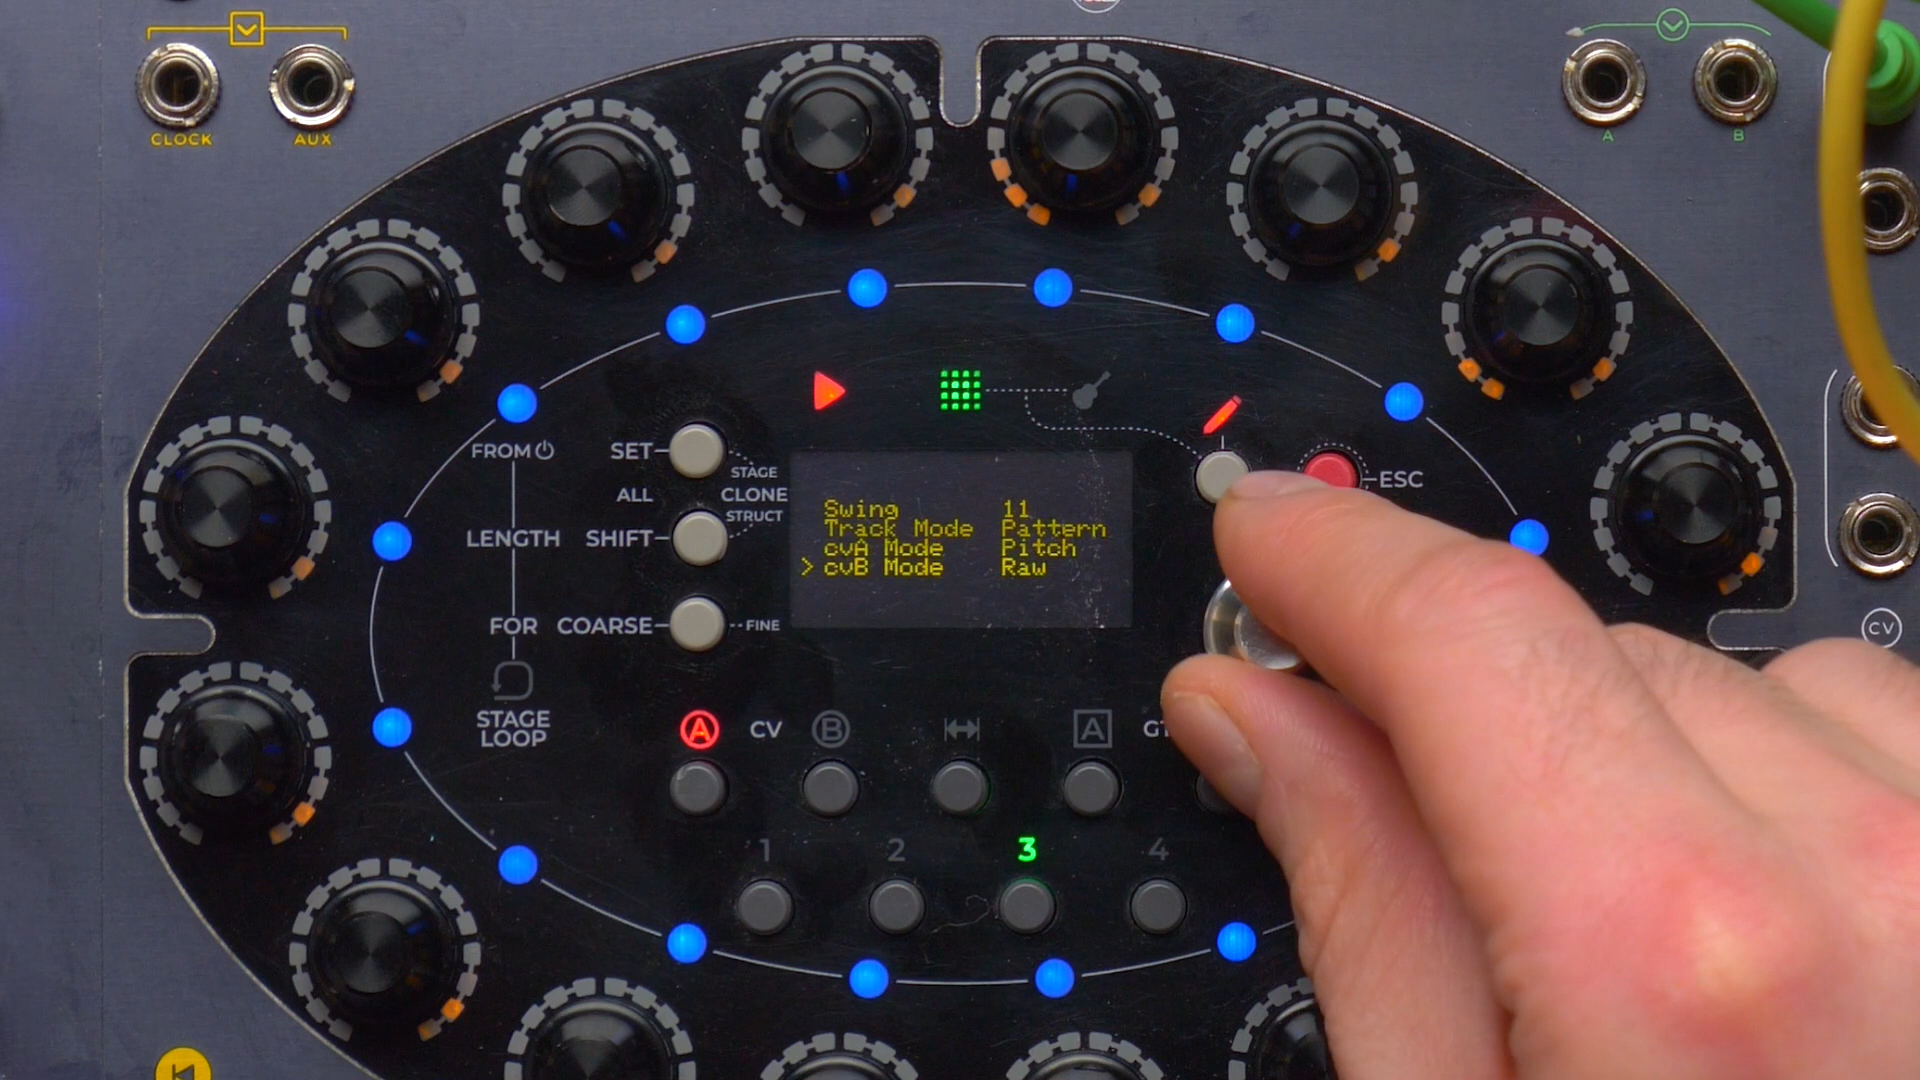 CLOCK AUX
A B
FROM SET ESC
STAGE
ALL CLONE
STRUCT
LENGTH SHIFT
Swing 11
Track Mode Pattern
cvA Mode Pitch
> cvB Mode Raw
FOR COARSE FINE
CV
STAGE
LOOP
A CV B A
1 2 3 4